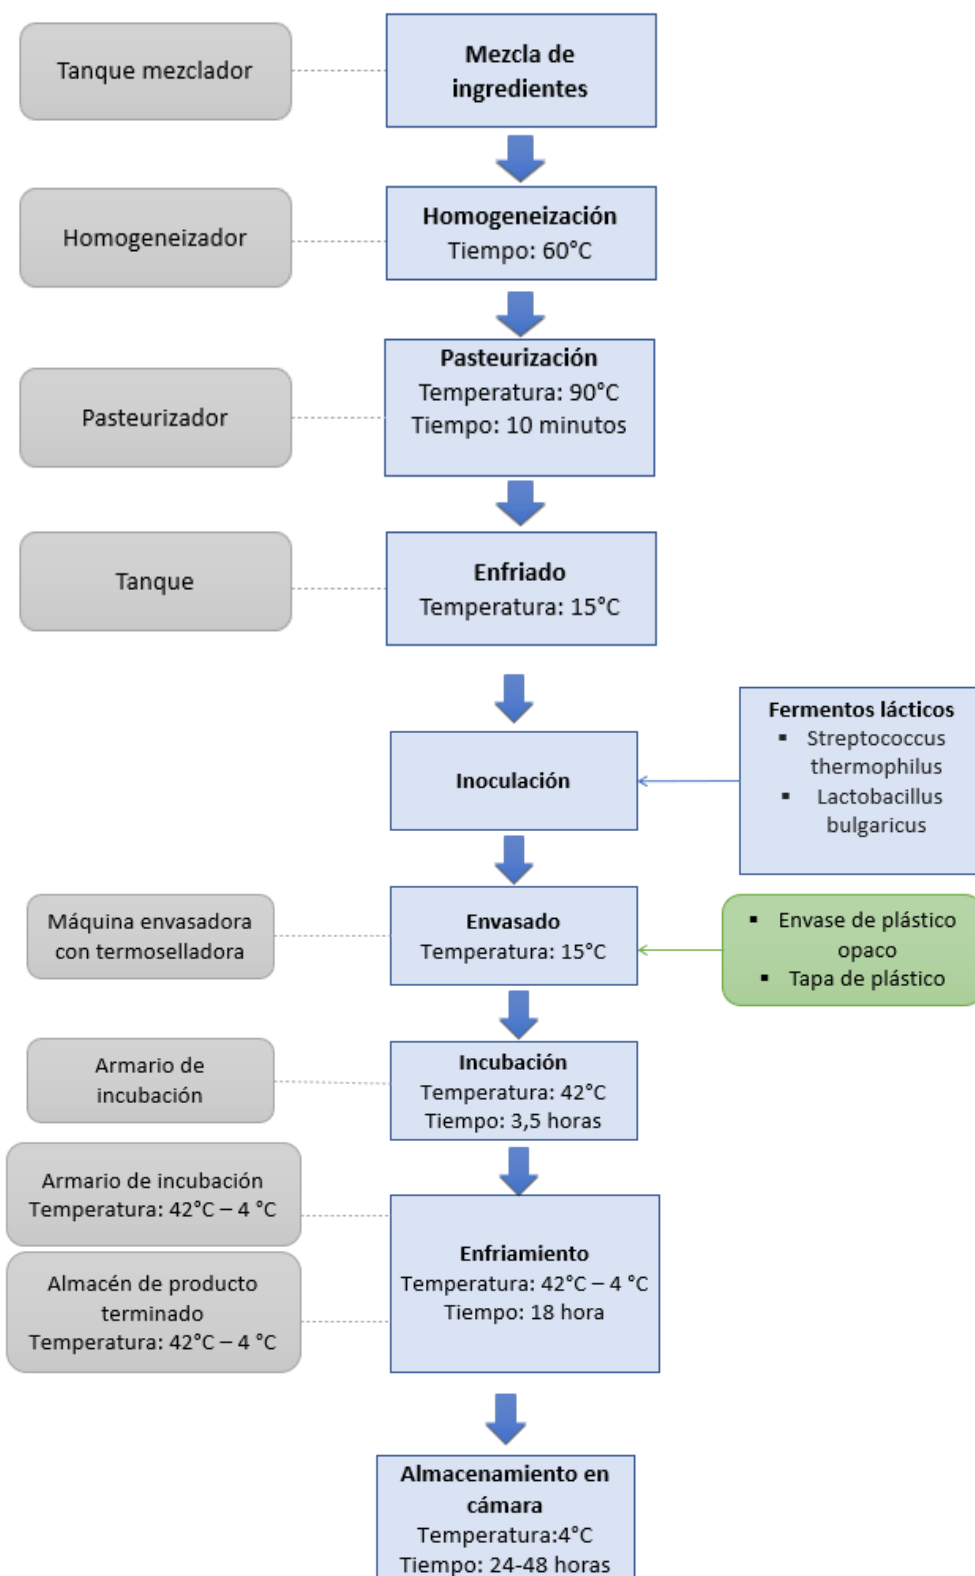 Tanque mezclador
Mezcla de
ingredientes
Homogeneizador
Homogeneización
Tiempo: 60°C
Pasteurizador
Pasteurización
Temperatura: 90°C
Tiempo: 10 minutos
Tanque
Enfriado
Temperatura: 15°C
Inoculación
Fermentos lácticos
▪ Streptococcus
thermophilus
▪ Lactobacillus
bulgaricus
Máquina envasadora
con termoselladora
Envasado
Temperatura: 15°C
▪ Envase de plástico
opaco
▪ Tapa de plástico
Armario de
incubación
Incubación
Temperatura: 42°C
Tiempo: 3,5 horas
Armario de incubación
Temperatura: 42°C – 4 °C
Almacén de producto
terminado
Temperatura: 42°C – 4 °C
Enfriamiento
Temperatura: 42°C – 4 °C
Tiempo: 18 hora
Almacenamiento en
cámara
Temperatura:4°C
Tiempo: 24-48 horas